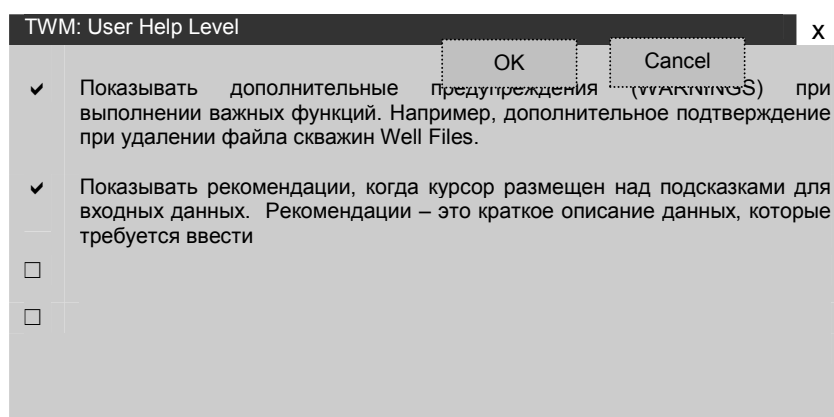 TWM: User Help Level
x
OK
Cancel
Показывать дополнительные предупреждения (WARNINGS) при
выполнении важных функций. Например, дополнительное подтверждение
при удалении файла скважин Well Files.
Показывать рекомендации, когда курсор размещен над подсказками для
входных данных. Рекомендации – это краткое описание данных, которые
требуется ввести